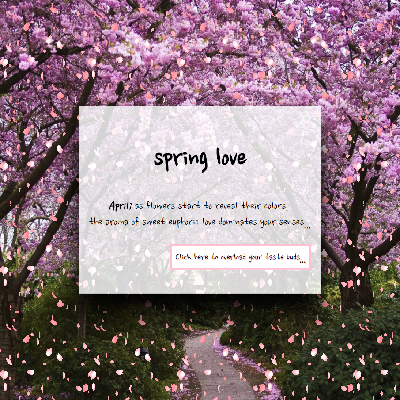 spring love
April; as flowers start to reveal their colors
the aroma of sweet euphoric love dominates your senses...
Click here to overdose your taste buds...